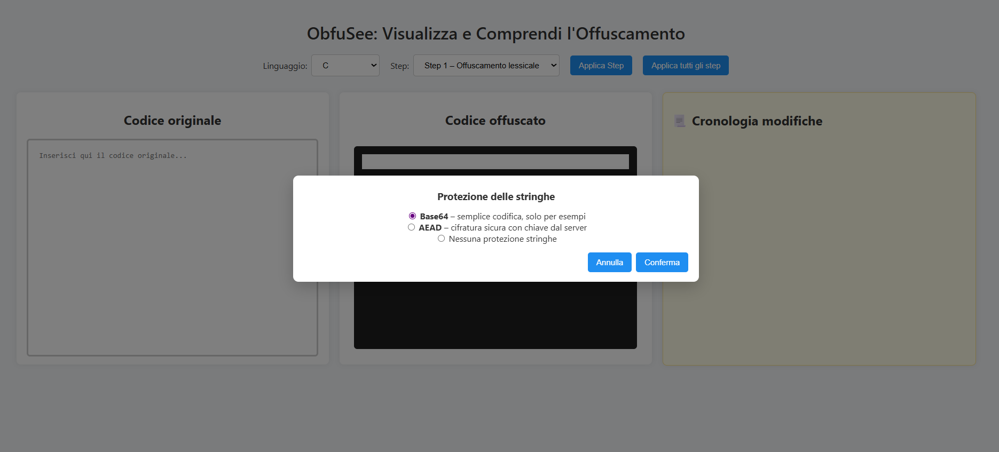 ObfuSee: Visualizza e Comprendi l'Offuscamento
Linguaggio: C Step: Step 1 – Offuscamento lessicale Applica Step Applica tutti gli step
Codice originale
Inserisci qui il codice originale...
Codice offuscato
Cronologia modifiche
Protezione delle stringhe
Base64 – semplice codifica, solo per esempi
AEAD – cifratura sicura con chiave dal server
Nessuna protezione stringhe
Annulla Conferma